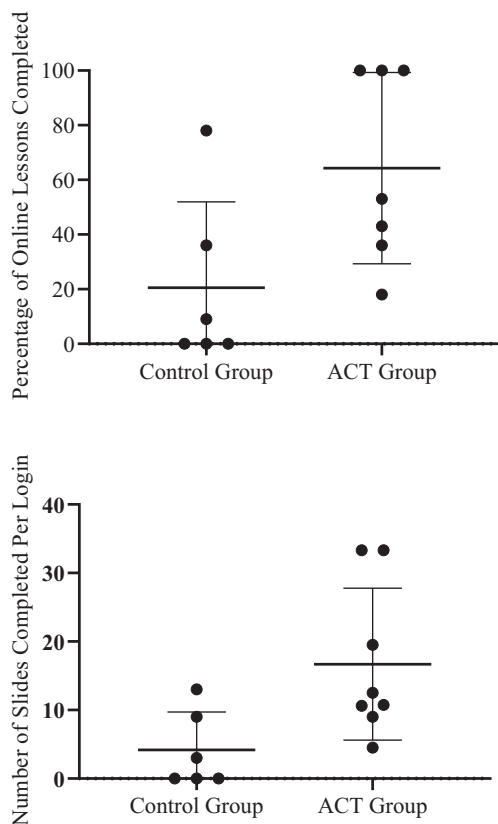 Percentage of Online Lessons Completed
100
80
60
40
20
0
Control Group
ACT Group
Number of Slides Completed Per Login
40
30
20
10
0
Control Group
ACT Group